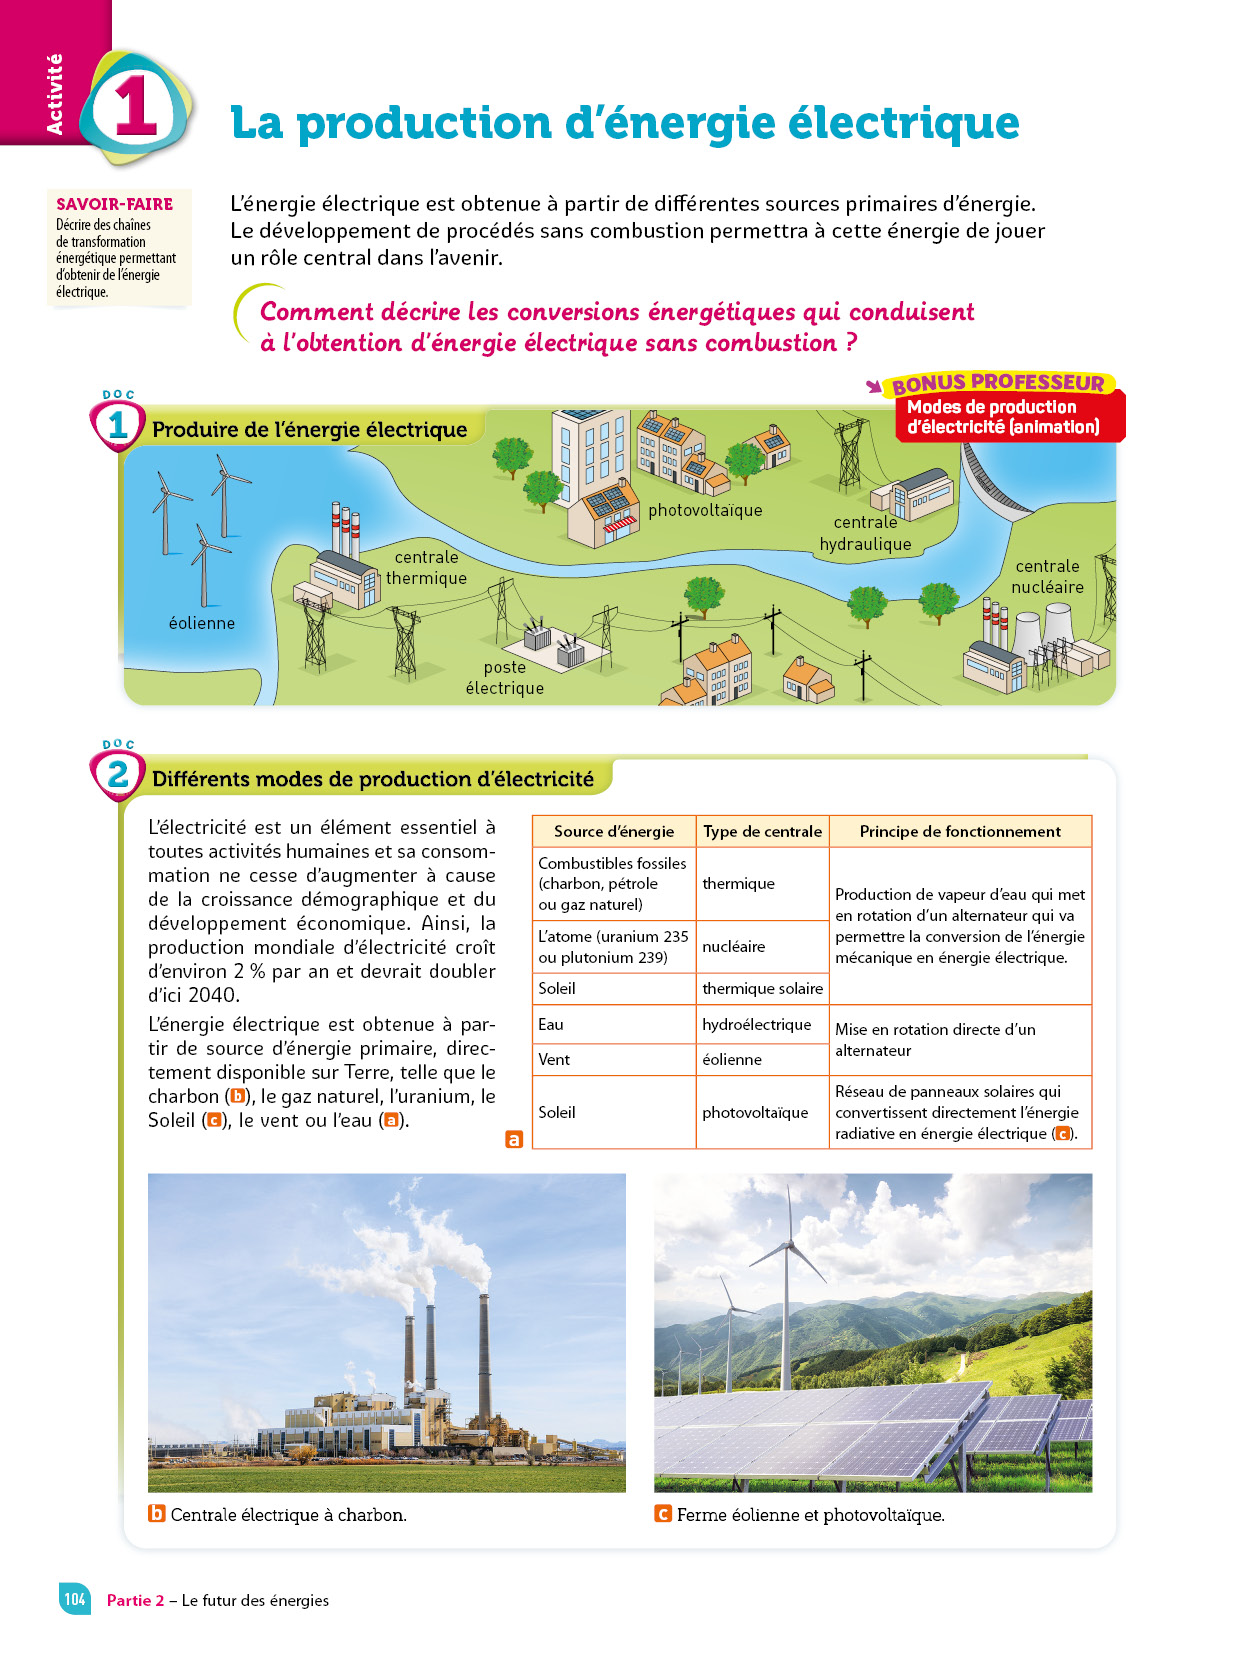 Activité
1
La production d'énergie électrique
SAVOIR-FAIRE
Décrire des chaînes
de transformation
énergétique permettant
d'obtenir de l'énergie
électrique.
L'énergie électrique est obtenue à partir de différentes sources primaires d'énergie.
Le développement de procédés sans combustion permettra à cette énergie de jouer
un rôle central dans l'avenir.
Comment décrire les conversions énergétiques qui conduisent
à l'obtention d'énergie électrique sans combustion ?
BONUS PROFESSEUR
Modes de production
d'électricité (animation)
DOC
1
Produire de l'énergie électrique
photovoltaïque
centrale
hydraulique
centrale
thermique
centrale
nucléaire
éolienne
poste
électrique
DOC
2
Différents modes de production d'électricité
L'électricité est un élément essentiel à
toutes activités humaines et sa consom-
mation ne cesse d'augmenter à cause
de la croissance démographique et du
développement économique. Ainsi, la
production mondiale d'électricité croît
d'environ 2 % par an et devrait doubler
d'ici 2040.
L'énergie électrique est obtenue à par-
tir de source d'énergie primaire, direc-
tement disponible sur Terre, telle que le
charbon (b), le gaz naturel, l'uranium, le
Soleil (c), le vent ou l'eau (a).
a
Source d'énergie
Type de centrale
Principe de fonctionnement
Combustibles fossiles
(charbon, pétrole
ou gaz naturel)
thermique
Production de vapeur d'eau qui met
en rotation d'un alternateur qui va
permettre la conversion de l'énergie
mécanique en énergie électrique.
L'atome (uranium 235
ou plutonium 239)
nucléaire
Soleil
thermique solaire
Eau
hydroélectrique
Mise en rotation directe d'un
alternateur
Vent
éolienne
Soleil
photovoltaïque
Réseau de panneaux solaires qui
convertissent directement l'énergie
radiative en énergie électrique (c).
b Centrale électrique à charbon.
c Ferme éolienne et photovoltaïque.
104 Partie 2 – Le futur des énergies